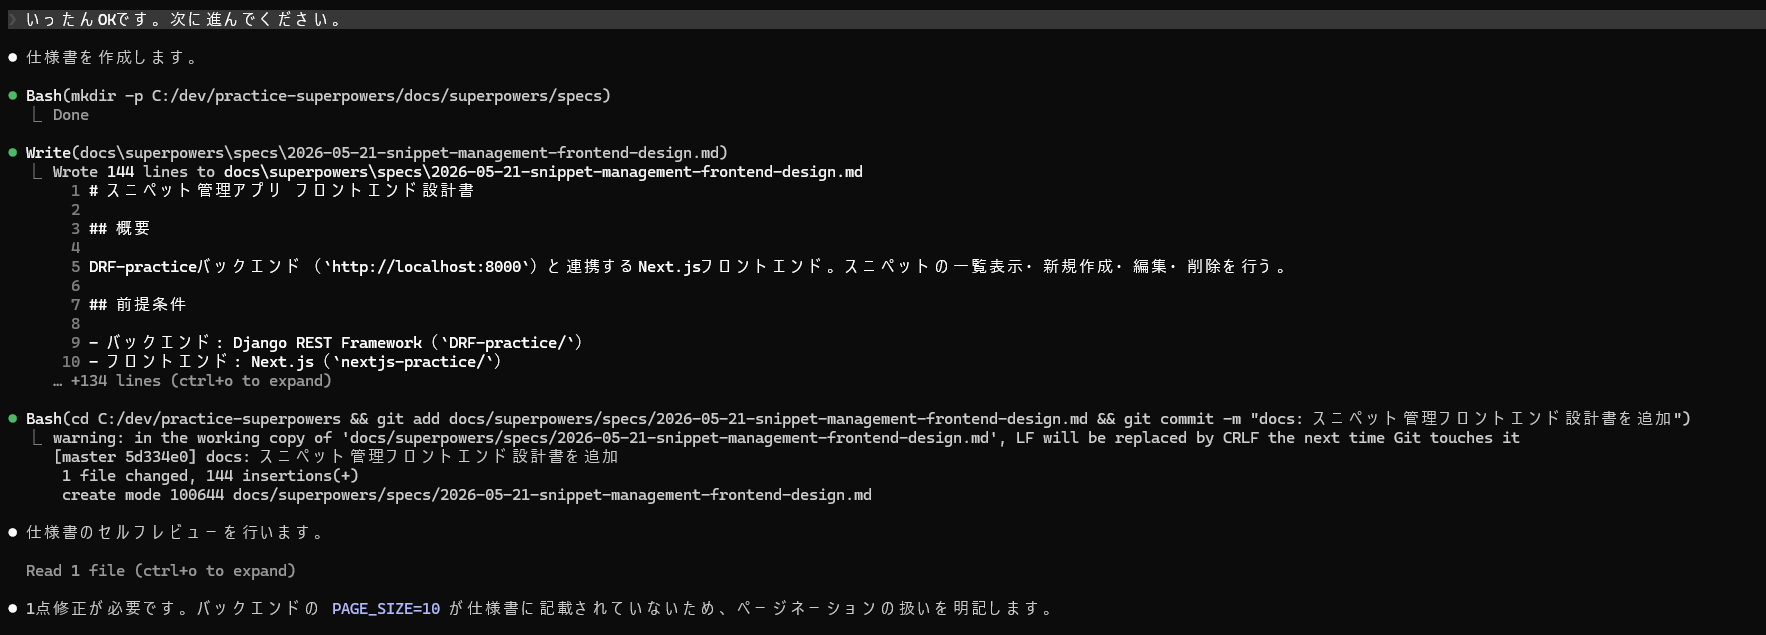 › いったんOKです。次に進んでください。
● 仕様書を作成します。
● Bash(mkdir -p C:/dev/practice-superpowers/docs/superpowers/specs)
⎿ Done
● Write(docs\superpowers\specs\2026-05-21-snippet-management-frontend-design.md)
⎿ Wrote 144 lines to docs\superpowers\specs\2026-05-21-snippet-management-frontend-design.md
1 # スニペット管理アプリ フロントエンド設計書
2
3 ## 概要
4
5 DRF-practiceバックエンド（`http://localhost:8000`）と連携するNext.jsフロントエンド。スニペットの一覧表示・新規作成・編集・削除を行う。
6
7 ## 前提条件
8
9 - バックエンド: Django REST Framework（`DRF-practice/`）
10 - フロントエンド: Next.js（`nextjs-practice/`）
… +134 lines (ctrl+o to expand)
● Bash(cd C:/dev/practice-superpowers && git add docs/superpowers/specs/2026-05-21-snippet-management-frontend-design.md && git commit -m "docs: スニペット管理フロントエンド設計書を追加")
⎿ warning: in the working copy of 'docs/superpowers/specs/2026-05-21-snippet-management-frontend-design.md', LF will be replaced by CRLF the next time Git touches it
[master 5d334e0] docs: スニペット管理フロントエンド設計書を追加
1 file changed, 144 insertions(+)
create mode 100644 docs/superpowers/specs/2026-05-21-snippet-management-frontend-design.md
● 仕様書のセルフレビューを行います。
Read 1 file (ctrl+o to expand)
● 1点修正が必要です。バックエンドの PAGE_SIZE=10 が仕様書に記載されていないため、ページネーションの扱いを明記します。